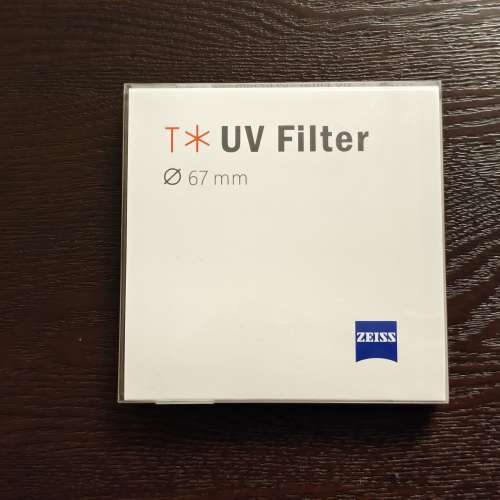 T* UV Filter
Ø 67 mm
ZEISS